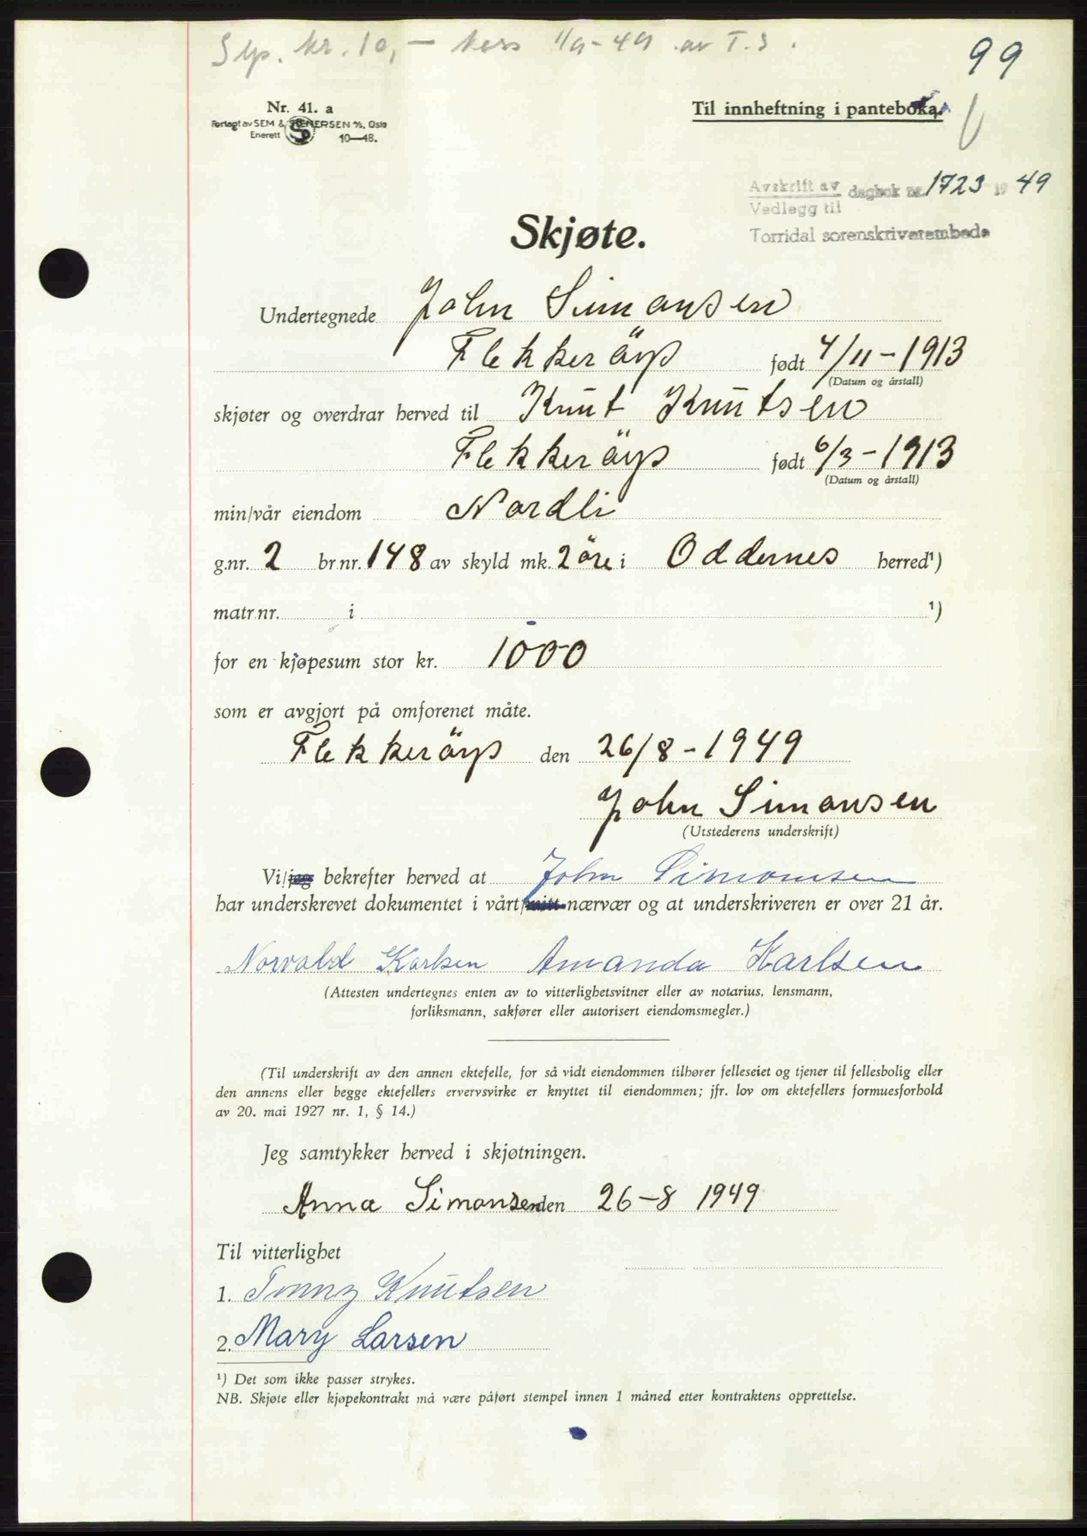 Stp. kr. 10,- 1/9-49 av T.S.
99
Nr. 41. a
Forlagt av SEM & STENERSEN A/S, Oslo
Enerett 10—48.
Til innheftning i panteboka.
Avskrift av
Vedlegg til
dagbok nr. 1723 19 49
Torridal sorenskriverembede
Skjøte.
Undertegnede John Simonsen
Flekkeröys født 4/11-1913
(Datum og årstall)
skjøter og overdrar herved til Knut Knutsen
Flekkeröys født 6/3-1913
(Datum og årstall)
min/vår eiendom Nordli
g.nr. 2 br.nr. 148 av skyld mk. 2 öre i Oddernes herred¹)
matr.nr. i ¹)
for en kjøpesum stor kr. 1000
som er avgjort på omforenet måte.
Flekkeröys den 26/8-1949
John Simonsen
(Utstederens underskrift)
Vi/jeg bekrefter herved at John Simonsen
har underskrevet dokumentet i vårt/mitt nærvær og at underskriveren er over 21 år.
Norvald Karlsen Amanda Karlsen
(Attesten undertegnes enten av to vitterlighetsvitner eller av notarius, lensmann,
forliksmann, sakfører eller autorisert eiendomsmegler.)
(Til underskrift av den annen ektefelle, for så vidt eiendommen tilhører felleseiet og tjener til fellesbolig eller
den annens eller begge ektefellers ervervsvirke er knyttet til eiendommen; jfr. lov om ektefellers formuesforhold
av 20. mai 1927 nr. 1, § 14.)
Jeg samtykker herved i skjøtningen.
Anna Simonsen den 26-8 1949
Til vitterlighet
1. Tonny Knutsen
2. Mary Larsen
¹) Det som ikke passer strykes.
NB. Skjøte eller kjøpekontrakt må være påført stempel innen 1 måned etter kontraktens opprettelse.